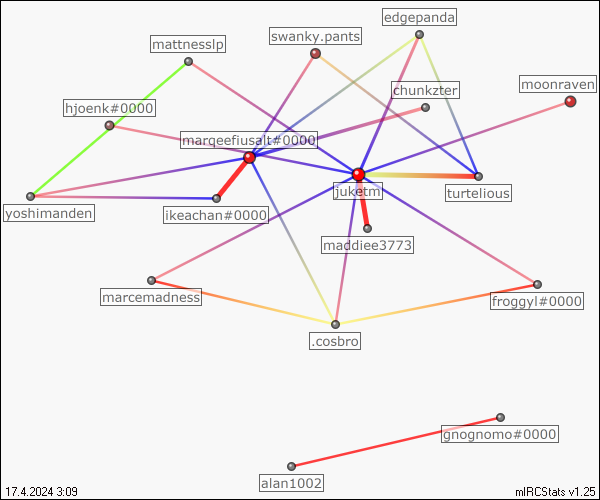 edgepanda
swanky.pants
mattnesslp
moonraven
chunkzter
hjoenk#0000
marqeefiusalt#0000
juketm
turtelious
yoshimanden
ikeachan#0000
maddiee3773
marcemadness
froggyl#0000
.cosbro
gnognomo#0000
alan1002
17.4.2024 3:09
mIRCStats v1.25